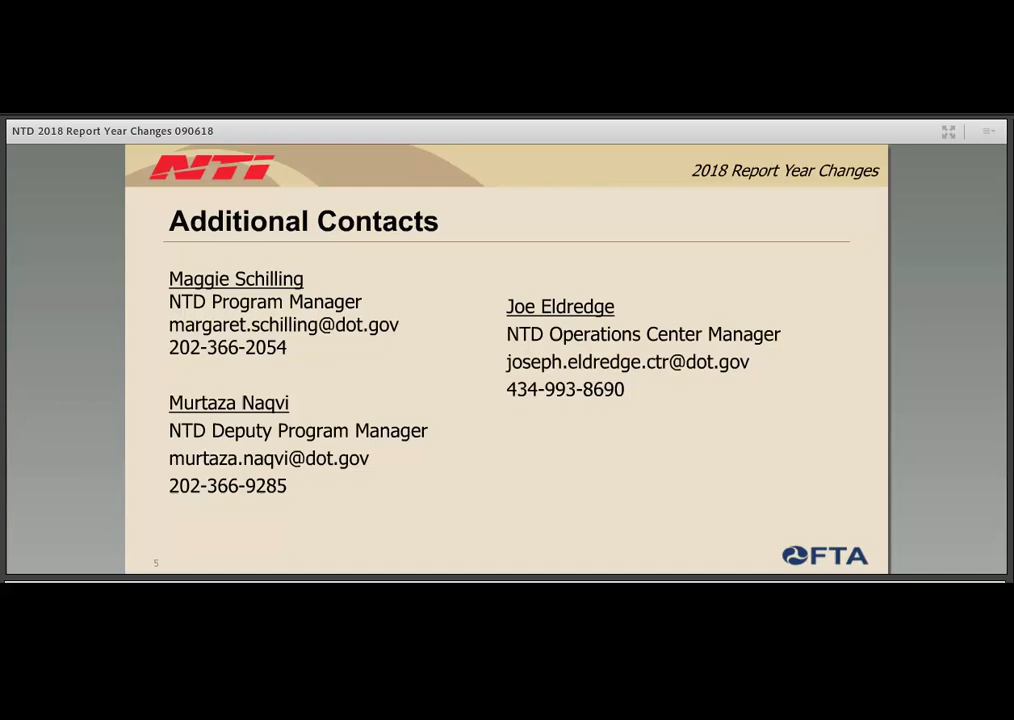 NTD 2018 Report Year Changes 090618
NTI
2018 Report Year Changes
Additional Contacts
Maggie Schilling
NTD Program Manager
margaret.schilling@dot.gov
202-366-2054
Murtaza Naqvi
NTD Deputy Program Manager
murtaza.naqvi@dot.gov
202-366-9285
Joe Eldredge
NTD Operations Center Manager
joseph.eldredge.ctr@dot.gov
434-993-8690
5
FTA